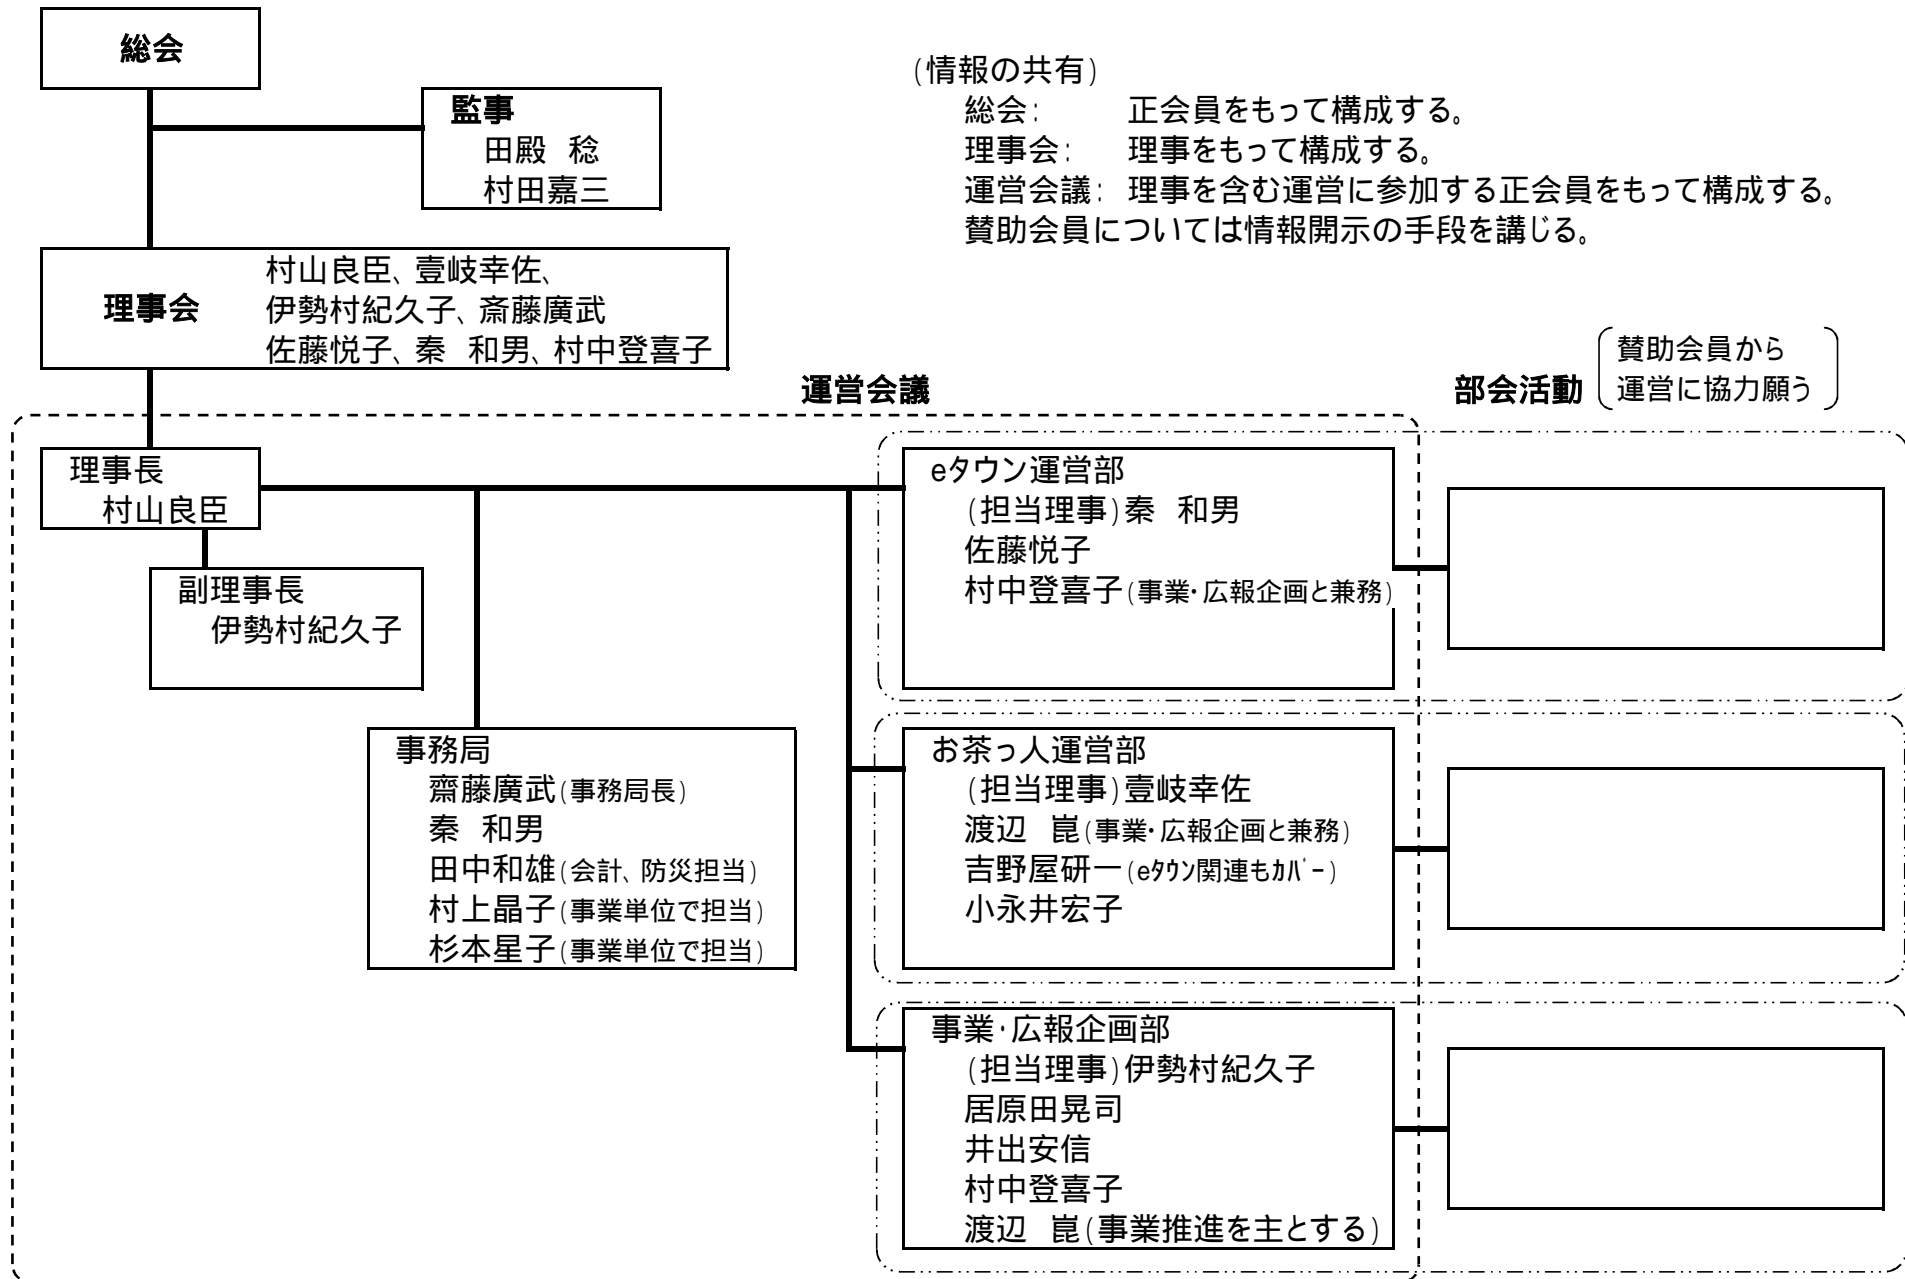 総会
監事
田殿 稔
村田嘉三
(情報の共有)
総会: 正会員をもって構成する。
理事会: 理事をもって構成する。
運営会議: 理事を含む運営に参加する正会員をもって構成する。
賛助会員については情報開示の手段を講じる。
理事会
村山良臣、壹岐幸佐、
伊勢村紀久子、斎藤廣武
佐藤悦子、秦 和男、村中登喜子
運営会議
部会活動
賛助会員から
運営に協力願う
理事長
村山良臣
副理事長
伊勢村紀久子
事務局
齋藤廣武(事務局長)
秦 和男
田中和雄(会計、防災担当)
村上晶子(事業単位で担当)
杉本星子(事業単位で担当)
eタウン運営部
(担当理事)秦 和男
佐藤悦子
村中登喜子(事業・広報企画と兼務)
お茶っ人運営部
(担当理事)壹岐幸佐
渡辺 崑(事業・広報企画と兼務)
吉野屋研一(eﾀｳﾝ関連もｶﾊﾞｰ)
小永井宏子
事業・広報企画部
(担当理事)伊勢村紀久子
居原田晃司
井出安信
村中登喜子
渡辺 崑(事業推進を主とする)